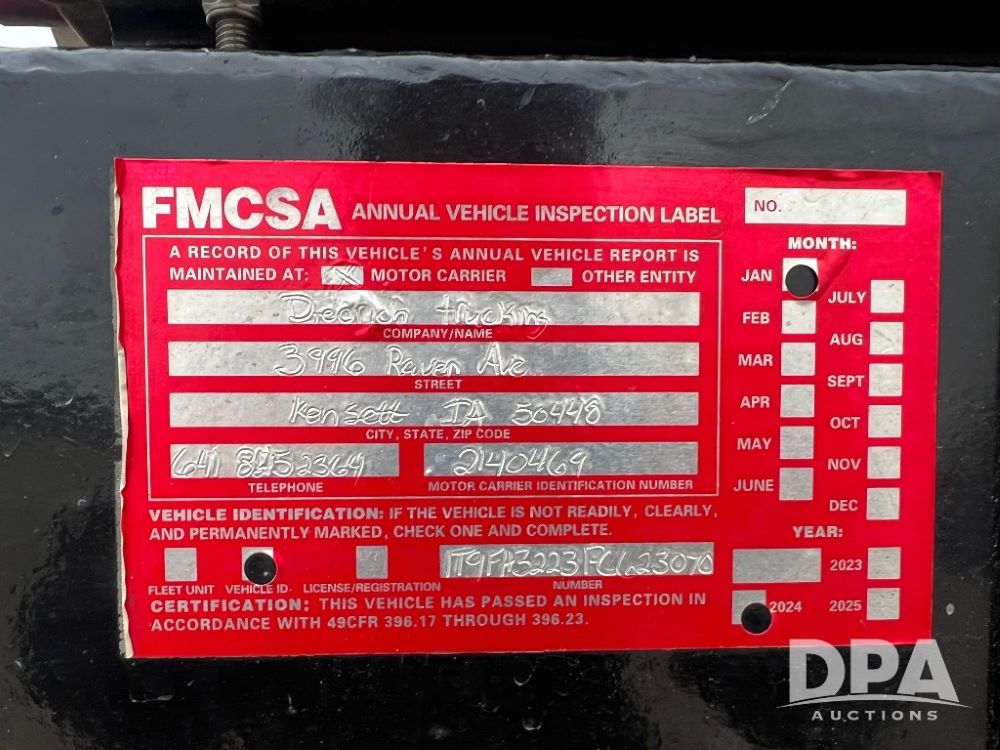 FMCSA ANNUAL VEHICLE INSPECTION LABEL
NO.
A RECORD OF THIS VEHICLE'S ANNUAL VEHICLE REPORT IS
MAINTAINED AT: X MOTOR CARRIER OTHER ENTITY
trucking
COMPANY/NAME
3996 Raven Ave
STREET
Kensett IA 50448
CITY, STATE, ZIP CODE
641 2364 2140469
TELEPHONE MOTOR CARRIER IDENTIFICATION NUMBER
MONTH:
JAN
FEB
MAR
APR
MAY
JUNE
JULY
AUG
SEPT
OCT
NOV
DEC
VEHICLE IDENTIFICATION: IF THE VEHICLE IS NOT READILY, CLEARLY,
AND PERMANENTLY MARKED, CHECK ONE AND COMPLETE.
1T9FA3223FC623070
FLEET UNIT VEHICLE ID. LICENSE/REGISTRATION NUMBER
YEAR:
2023
2024 2025
CERTIFICATION: THIS VEHICLE HAS PASSED AN INSPECTION IN
ACCORDANCE WITH 49CFR 396.17 THROUGH 396.23.
DPA
AUCTIONS